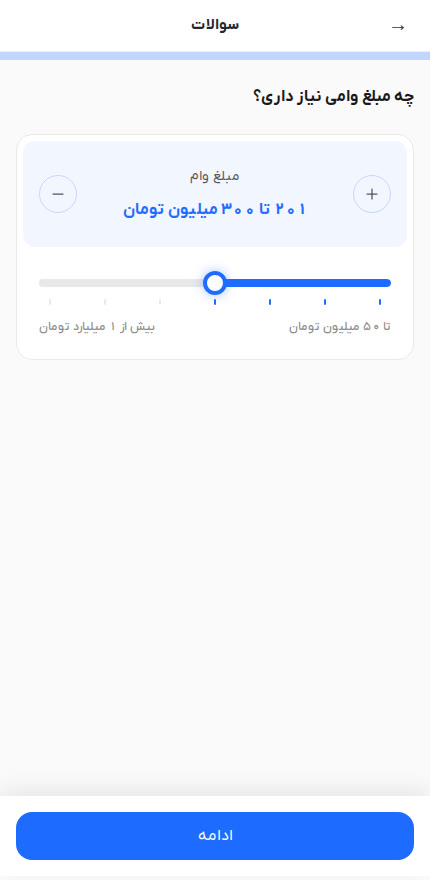 سوالات
چه مبلغ وامی نیاز داری؟
مبلغ وام
۲۰۱ تا ۳۰۰ میلیون تومان
تا ۵۰ میلیون تومان
بیش از ۱ میلیارد تومان
ادامه